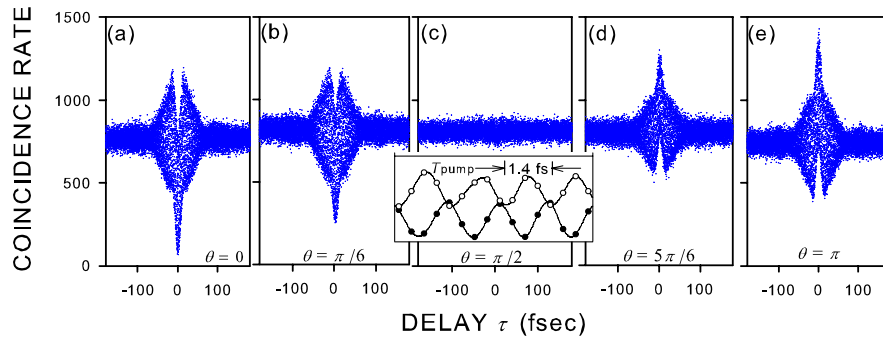 1500
1000
500
0
COINCIDENCE RATE
(a)
(b)
(c)
(d)
(e)
Tpump
1.4 fs
θ = 0
θ = π/6
θ = π/2
θ = 5π/6
θ = π
-100 0 100
-100 0 100
-100 0 100
-100 0 100
-100 0 100
DELAY τ (fsec)